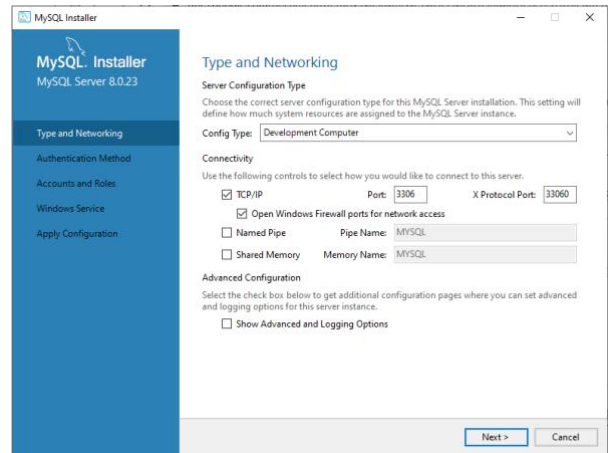 MySQL Installer
MySQL. Installer
MySQL Server 8.0.23
Type and Networking
Authentication Method
Accounts and Roles
Windows Service
Apply Configuration
Type and Networking
Server Configuration Type
Choose the correct server configuration type for this MySQL Server installation. This setting will
define how much system resources are assigned to the MySQL Server instance.
Config Type: Development Computer
Connectivity
Use the following controls to select how you would like to connect to this server.
TCP/IP Port: 3306 X Protocol Port: 33060
Open Windows Firewall ports for network access
Named Pipe Pipe Name: MYSQL
Shared Memory Memory Name: MYSQL
Advanced Configuration
Select the check box below to get additional configuration pages where you can set advanced
and logging options for this server instance.
Show Advanced and Logging Options
Next > Cancel